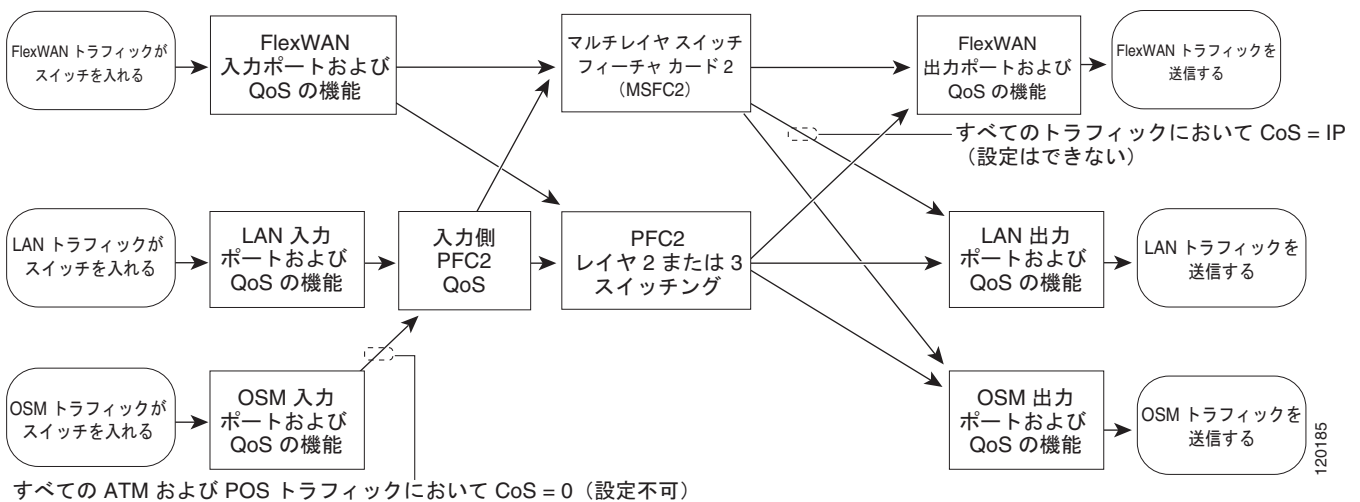 FlexWAN トラフィックが
スイッチを入れる
FlexWAN
入力ポートおよび
QoS の機能
マルチレイヤ スイッチ
フィーチャ カード 2
（MSFC2）
FlexWAN
出力ポートおよび
QoS の機能
FlexWAN トラフィックを
送信する
すべてのトラフィックにおいて CoS = IP
（設定はできない）
LAN トラフィックが
スイッチを入れる
LAN 入力
ポートおよび
QoS の機能
入力側
PFC2
QoS
PFC2
レイヤ 2 または 3
スイッチング
LAN 出力
ポートおよび
QoS の機能
LAN トラフィックを
送信する
OSM トラフィックが
スイッチを入れる
OSM 入力
ポートおよび
QoS の機能
OSM 出力
ポートおよび
QoS の機能
OSM トラフィックを
送信する
120185
すべての ATM および POS トラフィックにおいて CoS = 0（設定不可）